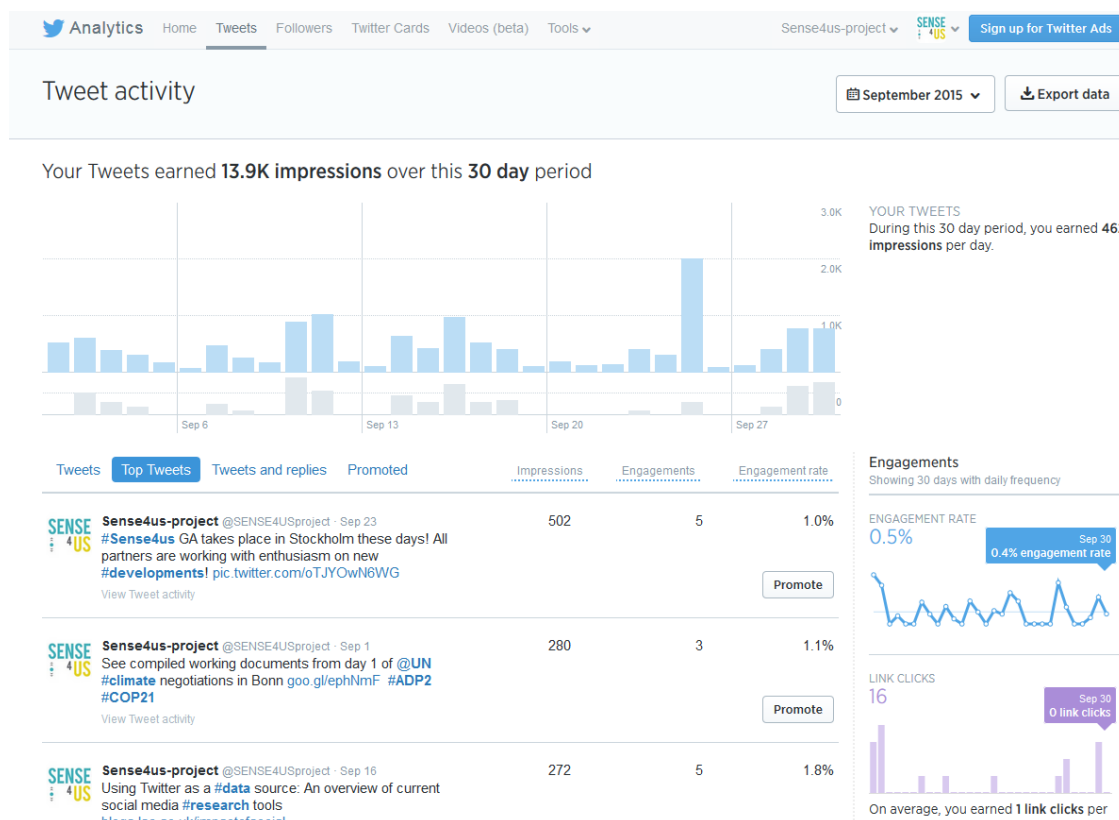 Analytics Home Tweets Followers Twitter Cards Videos (beta) Tools Sense4us-project SENSE 4US Sign up for Twitter Ads
Tweet activity
September 2015 Export data
Your Tweets earned 13.9K impressions over this 30 day period
3.0K
2.0K
1.0K
0
Sep 6 Sep 13 Sep 20 Sep 27
YOUR TWEETS
During this 30 day period, you earned 46.
impressions per day.
Tweets Top Tweets Tweets and replies Promoted Impressions Engagements Engagement rate
SENSE
4US
Sense4us-project @SENSE4USproject · Sep 23 502 5 1.0%
#Sense4us GA takes place in Stockholm these days! All
partners are working with enthusiasm on new
#developments! pic.twitter.com/oTJYOwN6WG
View Tweet activity
Promote
SENSE
4US
Sense4us-project @SENSE4USproject · Sep 1 280 3 1.1%
See compiled working documents from day 1 of @UN
#climate negotiations in Bonn goo.gl/ephNmF #ADP2
#COP21
View Tweet activity
Promote
SENSE
4US
Sense4us-project @SENSE4USproject · Sep 16 272 5 1.8%
Using Twitter as a #data source: An overview of current
social media #research tools
Engagements
Showing 30 days with daily frequency
ENGAGEMENT RATE
0.5%
Sep 30
0.4% engagement rate
LINK CLICKS
16
Sep 30
0 link clicks
On average, you earned 1 link clicks per